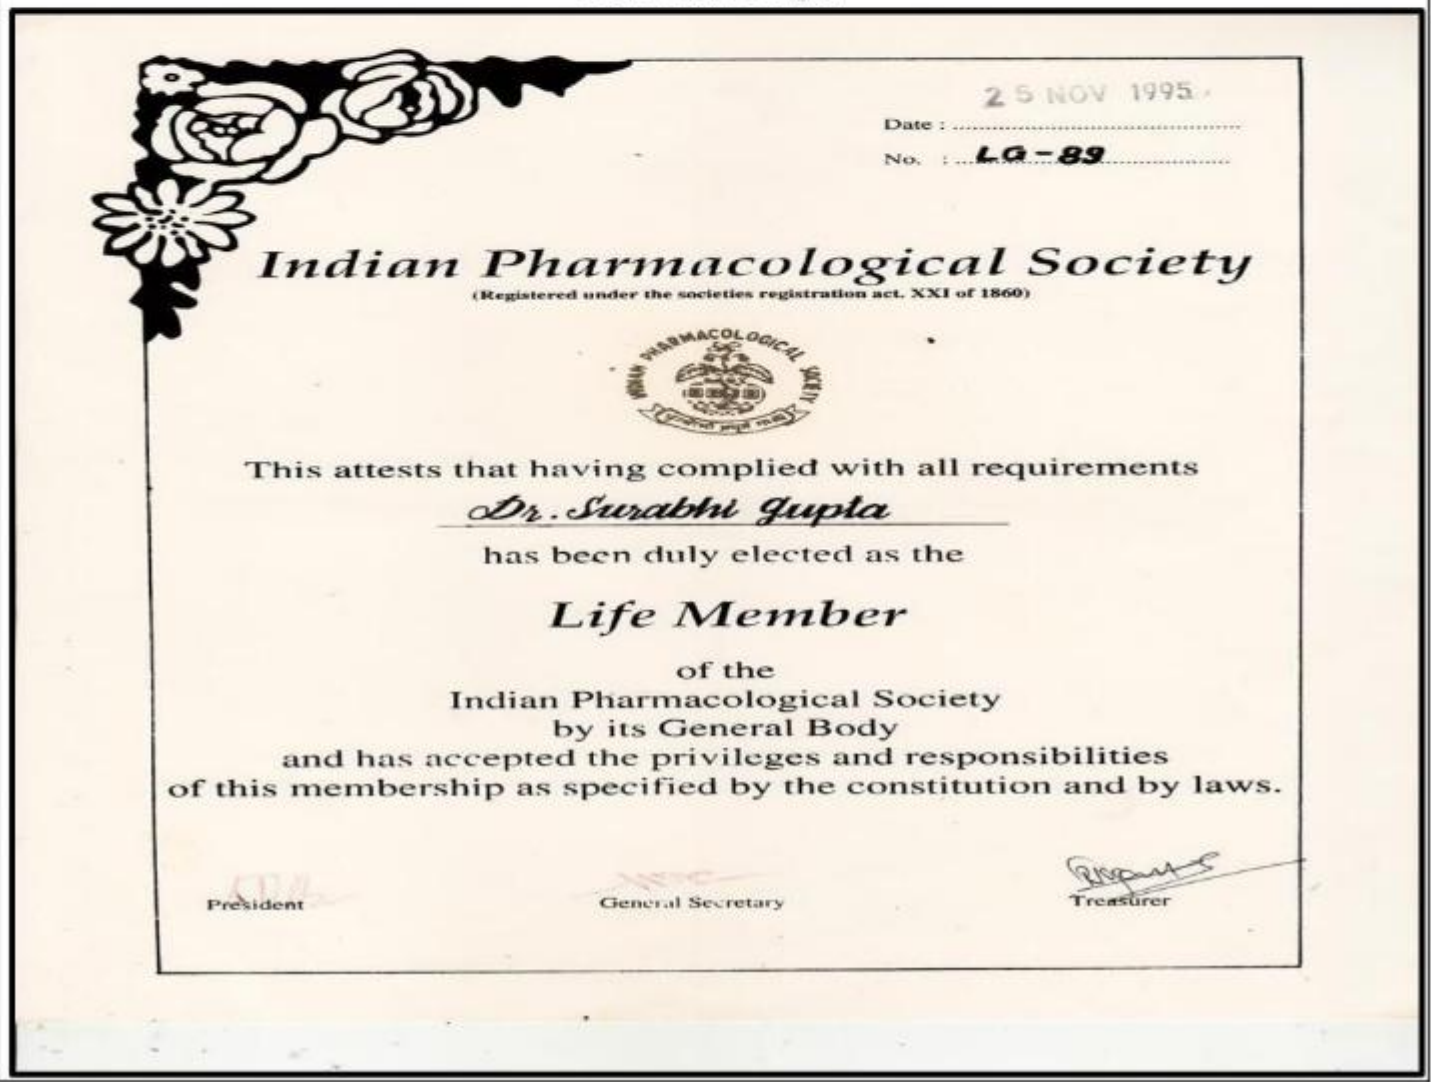 25 NOV 1995
Date :
No. : LG-89
Indian Pharmacological Society
(Registered under the societies registration act. XXI of 1860)
INDIAN PHARMACOLOGICAL SOCIETY
This attests that having complied with all requirements
Dr. Surabhi Gupta
has been duly elected as the
Life Member
of the
Indian Pharmacological Society
by its General Body
and has accepted the privileges and responsibilities
of this membership as specified by the constitution and by laws.
President
General Secretary
Treasurer